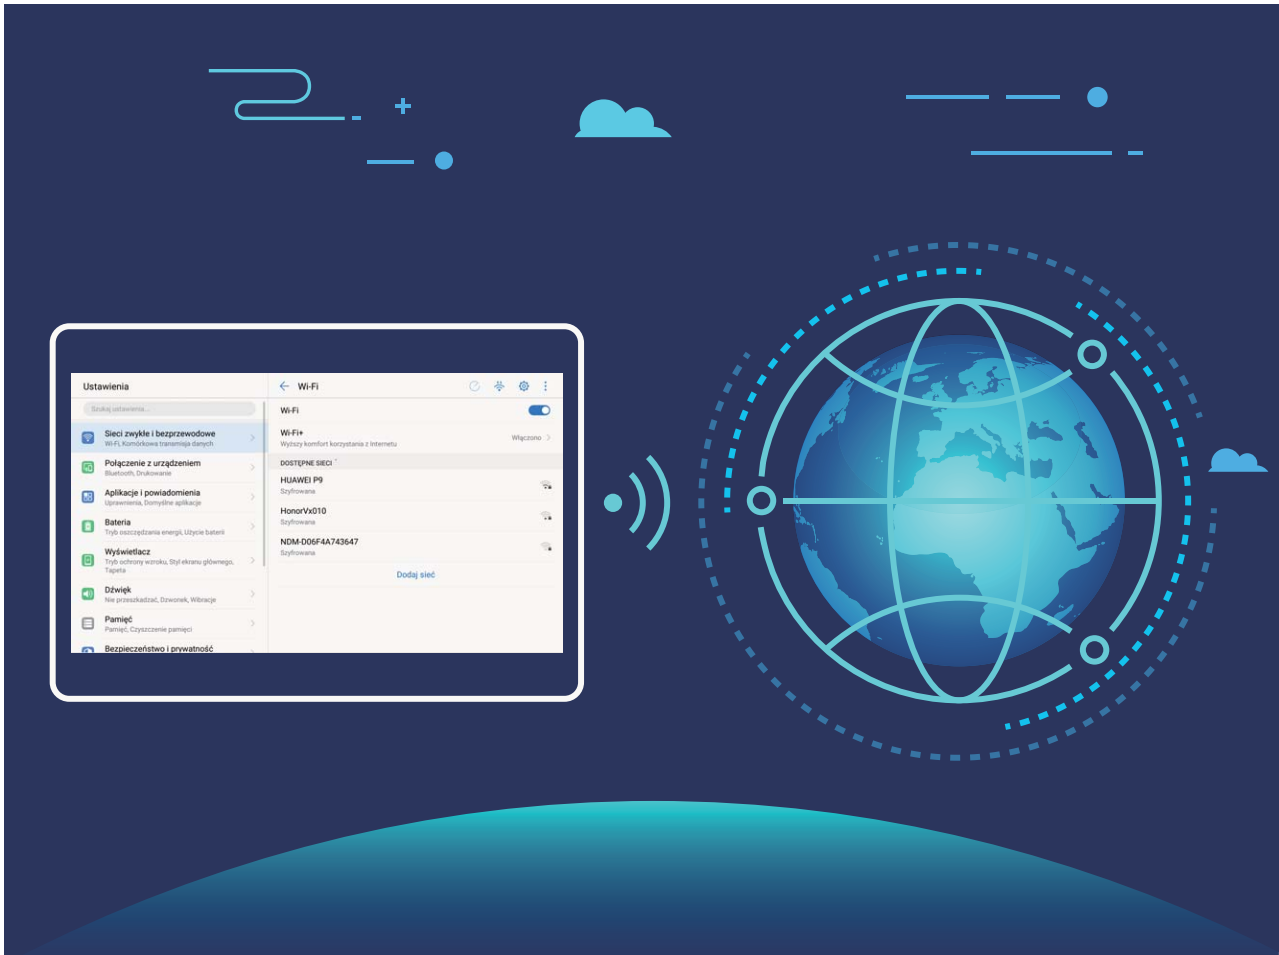 Ustawienia
Szukaj ustawienia...
Sieci zwykłe i bezprzewodowe
Wi-Fi, Komórkowa transmisja danych
Połączenie z urządzeniem
Bluetooth, Drukowanie
Aplikacje i powiadomienia
Uprawnienia, Domyślne aplikacje
Bateria
Tryb oszczędzania energii, Użycie baterii
Wyświetlacz
Tryb ochrony wzroku, Styl ekranu głównego,
Tapeta
Dźwięk
Nie przeszkadzać, Dzwonek, Wibracje
Pamięć
Pamięć, Czyszczenie pamięci
Bezpieczeństwo i prywatność
Wi-Fi
Wi-Fi
Wi-Fi+
Wyższy komfort korzystania z Internetu
Włączono
DOSTĘPNE SIECI
HUAWEI P9
Szyfrowana
HonorVx010
Szyfrowana
NDM-D06F4A743647
Szyfrowana
Dodaj sieć